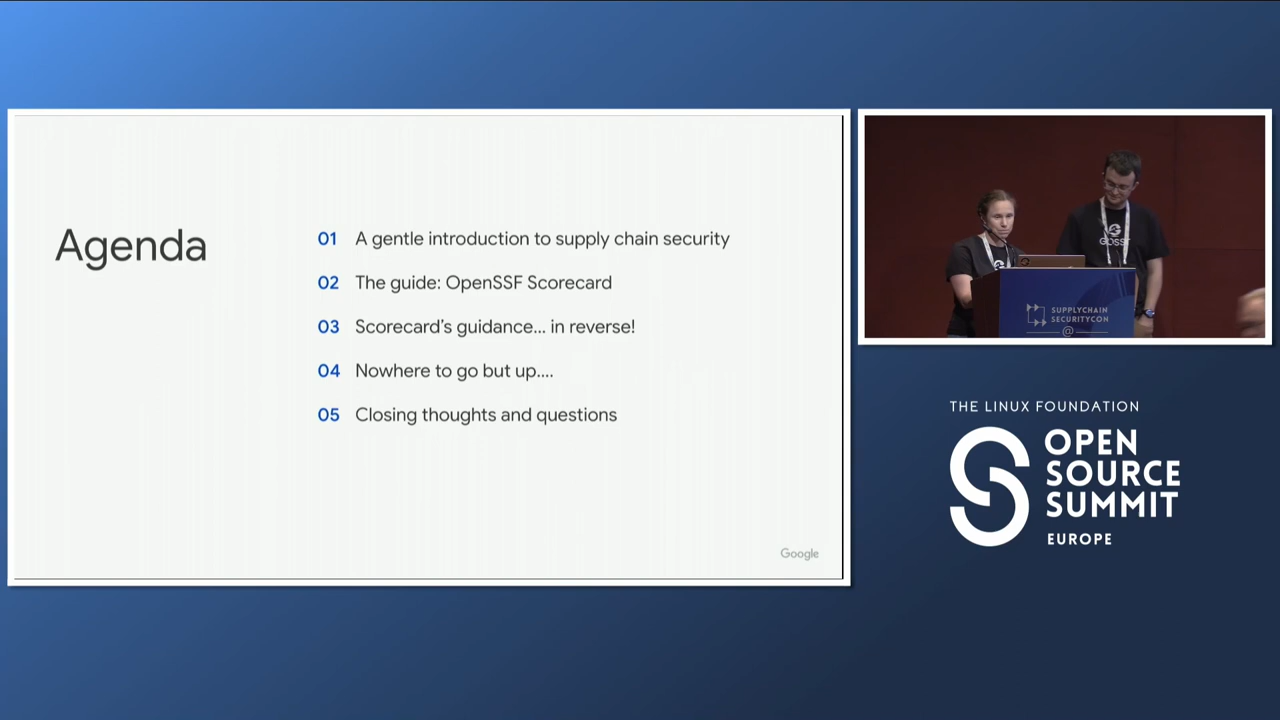 Agenda
01 A gentle introduction to supply chain security
02 The guide: OpenSSF Scorecard
03 Scorecard's guidance... in reverse!
04 Nowhere to go but up....
05 Closing thoughts and questions
Google
GOSST
SUPPLYCHAIN
SECURITYCON
@
THE LINUX FOUNDATION
OPEN
SOURCE
SUMMIT
EUROPE